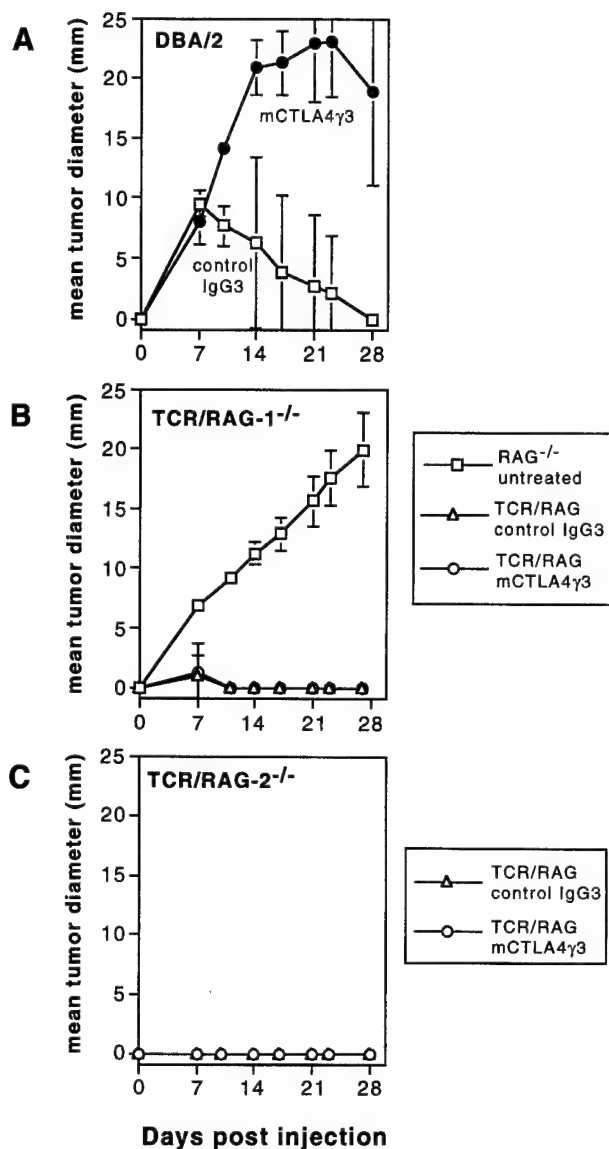 A
DBA/2
mean tumor diameter (mm)
25
20
15
10
5
0
mCTLA4γ3
control
IgG3
0 7 14 21 28
B
TCR/RAG-1-/-
mean tumor diameter (mm)
25
20
15
10
5
0
0 7 14 21 28
RAG-/-
untreated
TCR/RAG
control IgG3
TCR/RAG
mCTLA4γ3
C
TCR/RAG-2-/-
mean tumor diameter (mm)
25
20
15
10
5
0
0 7 14 21 28
TCR/RAG
control IgG3
TCR/RAG
mCTLA4γ3
Days post injection